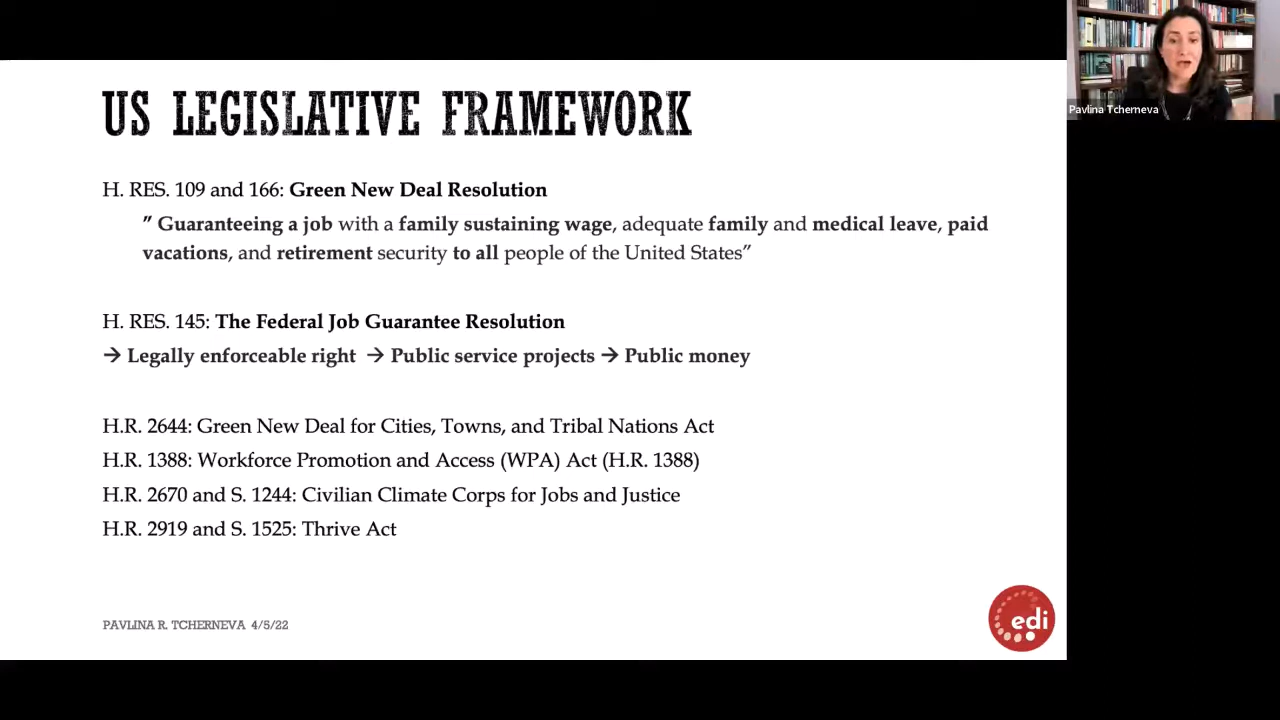 US LEGISLATIVE FRAMEWORK
H. RES. 109 and 166: Green New Deal Resolution
” Guaranteeing a job with a family sustaining wage, adequate family and medical leave, paid
vacations, and retirement security to all people of the United States”
H. RES. 145: The Federal Job Guarantee Resolution
→ Legally enforceable right → Public service projects → Public money
H.R. 2644: Green New Deal for Cities, Towns, and Tribal Nations Act
H.R. 1388: Workforce Promotion and Access (WPA) Act (H.R. 1388)
H.R. 2670 and S. 1244: Civilian Climate Corps for Jobs and Justice
H.R. 2919 and S. 1525: Thrive Act
PAVLINA R. TCHERNEVA 4/5/22
edi
Pavlina Tcherneva